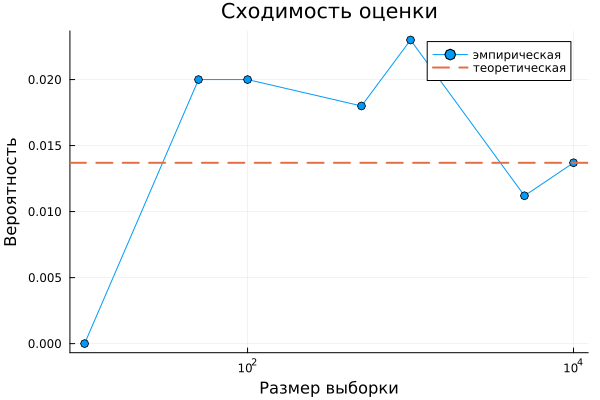 Сходимость оценки
эмпирическая
теоретическая
0.020
0.015
0.010
0.005
0.000
Вероятность
10²
10⁴
Размер выборки